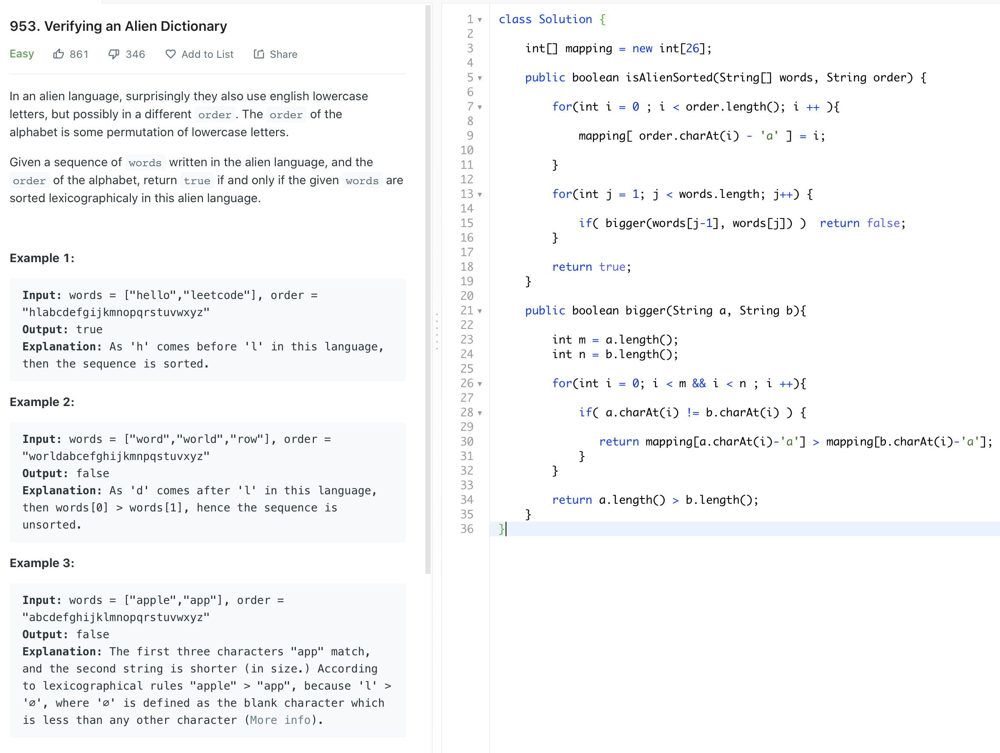 953. Verifying an Alien Dictionary
Easy 861 346 Add to List Share
In an alien language, surprisingly they also use english lowercase
letters, but possibly in a different order. The order of the
alphabet is some permutation of lowercase letters.
Given a sequence of words written in the alien language, and the
order of the alphabet, return true if and only if the given words are
sorted lexicographicaly in this alien language.
Example 1:
Input: words = ["hello","leetcode"], order =
"hlabcdefgijkmnopqrstuvwxyz"
Output: true
Explanation: As 'h' comes before 'l' in this language,
then the sequence is sorted.
Example 2:
Input: words = ["word","world","row"], order =
"worldabcefghijkmnpqstuvxyz"
Output: false
Explanation: As 'd' comes after 'l' in this language,
then words[0] > words[1], hence the sequence is
unsorted.
Example 3:
Input: words = ["apple","app"], order =
"abcdefghijklmnopqrstuvwxyz"
Output: false
Explanation: The first three characters "app" match,
and the second string is shorter (in size.) According
to lexicographical rules "apple" > "app", because 'l' >
'∅', where '∅' is defined as the blank character which
is less than any other character (More info).
1 class Solution {
2
3 int[] mapping = new int[26];
4
5 public boolean isAlienSorted(String[] words, String order) {
6
7 for(int i = 0 ; i < order.length(); i ++ ){
8
9 mapping[ order.charAt(i) - 'a' ] = i;
10
11 }
12
13 for(int j = 1; j < words.length; j++) {
14
15 if( bigger(words[j-1], words[j]) )  return false;
16 }
17
18 return true;
19 }
20
21 public boolean bigger(String a, String b){
22
23 int m = a.length();
24 int n = b.length();
25
26 for(int i = 0; i < m && i < n ; i ++){
27
28 if( a.charAt(i) != b.charAt(i) ) {
29
30 return mapping[a.charAt(i)-'a'] > mapping[b.charAt(i)-'a'];
31 }
32 }
33
34 return a.length() > b.length();
35 }
36 }